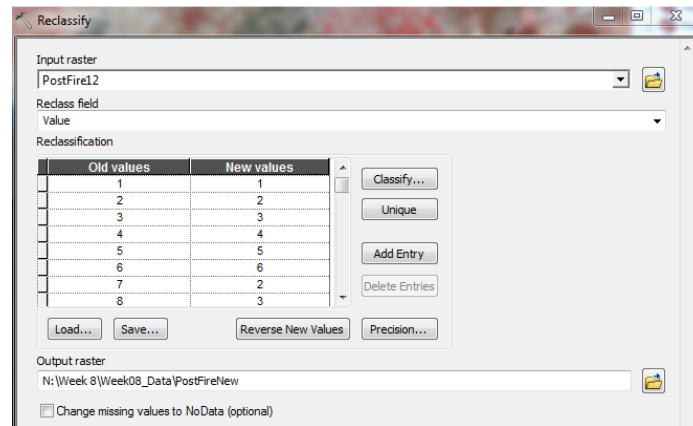 Reclassify
Input raster
PostFire12
Reclass field
Value
Reclassification
Old values New values
1 1
2 2
3 3
4 4
5 5
6 6
7 2
8 3
Classify...
Unique
Add Entry
Delete Entries
Load... Save... Reverse New Values Precision...
Output raster
N:\Week 8\Week08_Data\PostFireNew
Change missing values to NoData (optional)